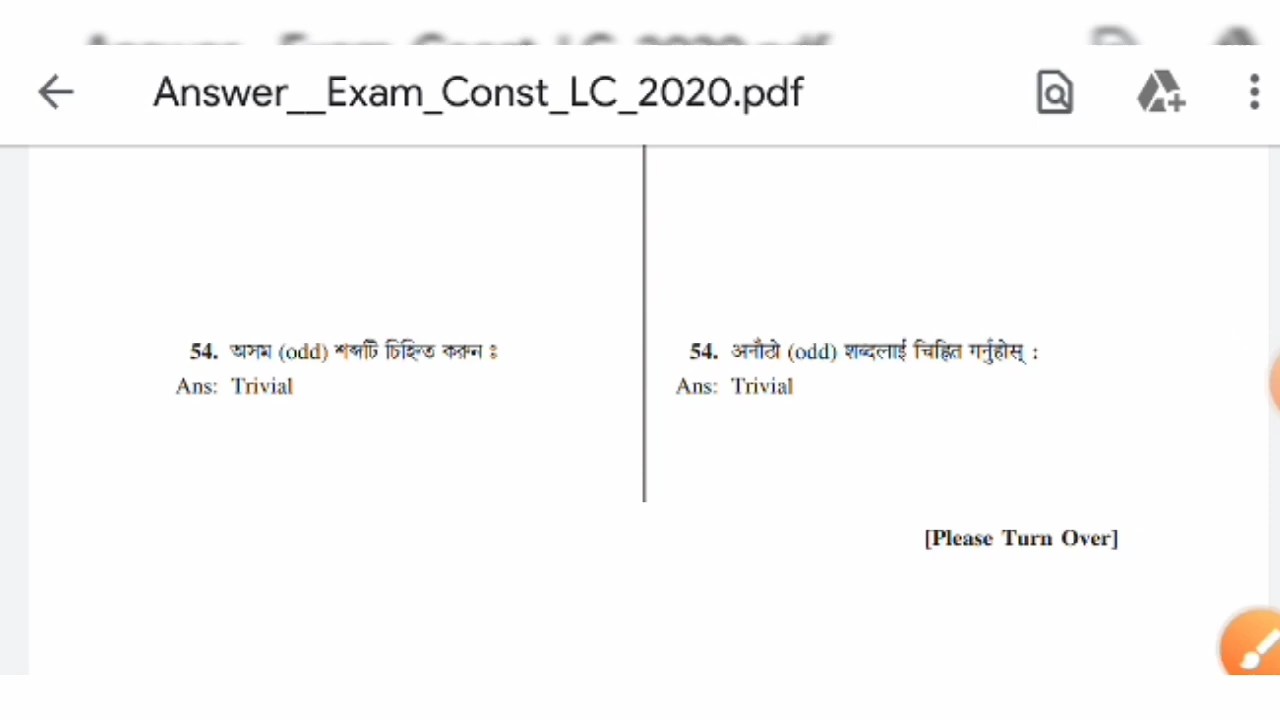 Answer__Exam_Const_LC_2020.pdf
54. অসম (odd) শব্দটি চিহ্নিত করুন ঃ
Ans: Trivial
54. अनौठो (odd) शब्दलाई चिह्नित गर्नुहोस् :
Ans: Trivial
[Please Turn Over]